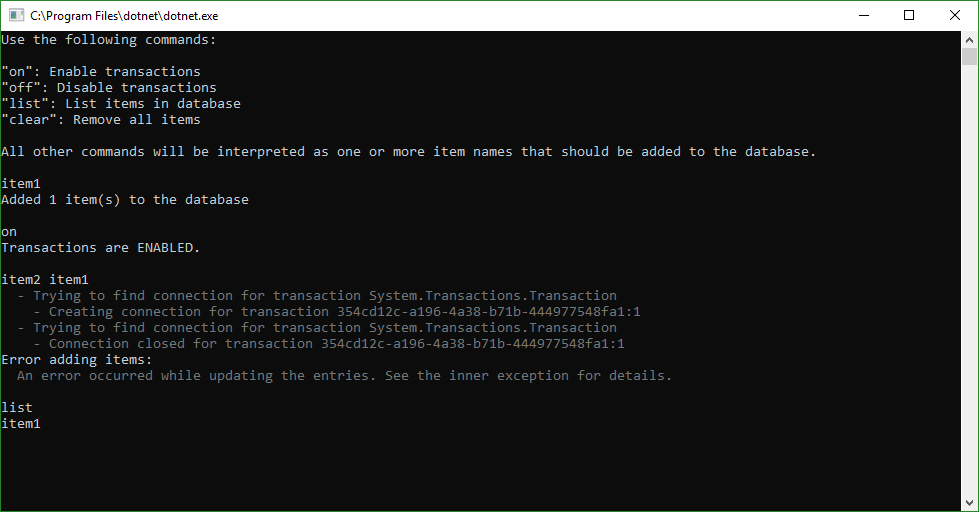 C:\Program Files\dotnet\dotnet.exe
Use the following commands:
"on": Enable transactions
"off": Disable transactions
"list": List items in database
"clear": Remove all items
All other commands will be interpreted as one or more item names that should be added to the database.
item1
Added 1 item(s) to the database
on
Transactions are ENABLED.
item2 item1
- Trying to find connection for transaction System.Transactions.Transaction
- Creating connection for transaction 354cd12c-a196-4a38-b71b-444977548fa1:1
- Trying to find connection for transaction System.Transactions.Transaction
- Connection closed for transaction 354cd12c-a196-4a38-b71b-444977548fa1:1
Error adding items:
An error occurred while updating the entries. See the inner exception for details.
list
item1